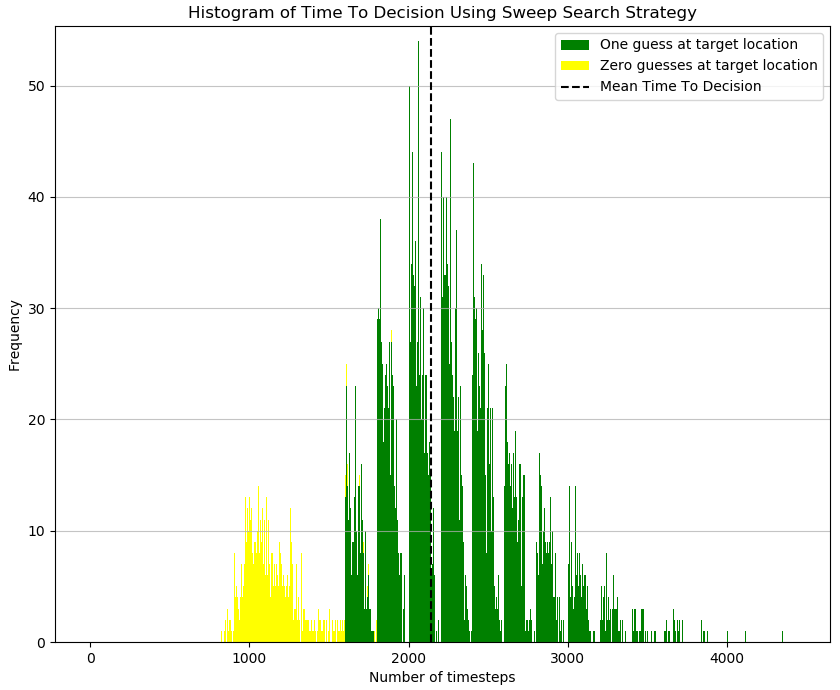 Histogram of Time To Decision Using Sweep Search Strategy
One guess at target location
Zero guesses at target location
Mean Time To Decision
50
40
30
20
10
0
Frequency
0 1000 2000 3000 4000
Number of timesteps